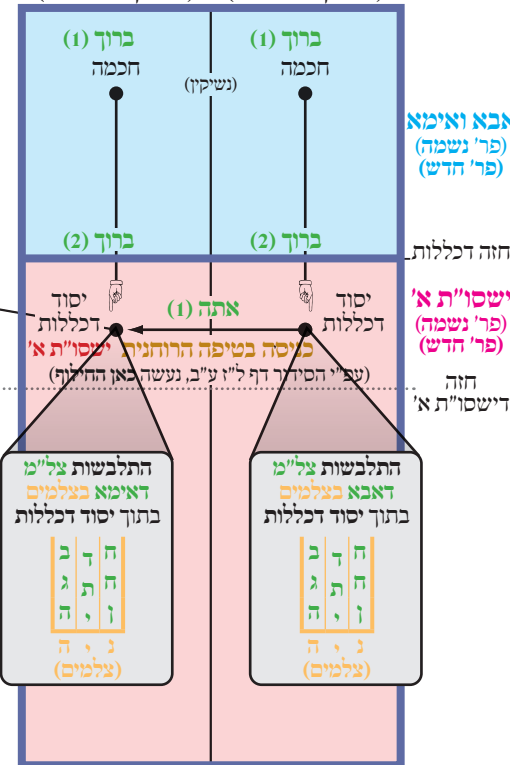 ברוך (1)
ברוך (1)
חכמה
חכמה
(נשיקין)
אבא ואימא
(פר' נשמה)
(פר' חדש)
ברוך (2)
ברוך (2)
חזה דכללות
יסוד
דכללות
אתה (1)
יסוד
דכללות
ישסו"ת א'
(פר' נשמה)
(פר' חדש)
כניסה בטיפה הרוחנית ישסו"ת א'
(עפ"י הסידור דף ל"ז ע"ב, נעשה כאן החילוף)
חזה
דישסו"ת א'
התלבשות צל"מ
דאבא בצלמים
בתוך יסוד דכללות
ח ד ב
ח ת ג
ן י ה
נ י ה
(צלמים)
התלבשות צל"מ
דאימא בצלמים
בתוך יסוד דכללות
ח ד ב
ח ת ג
ן י ה
נ י ה
(צלמים)